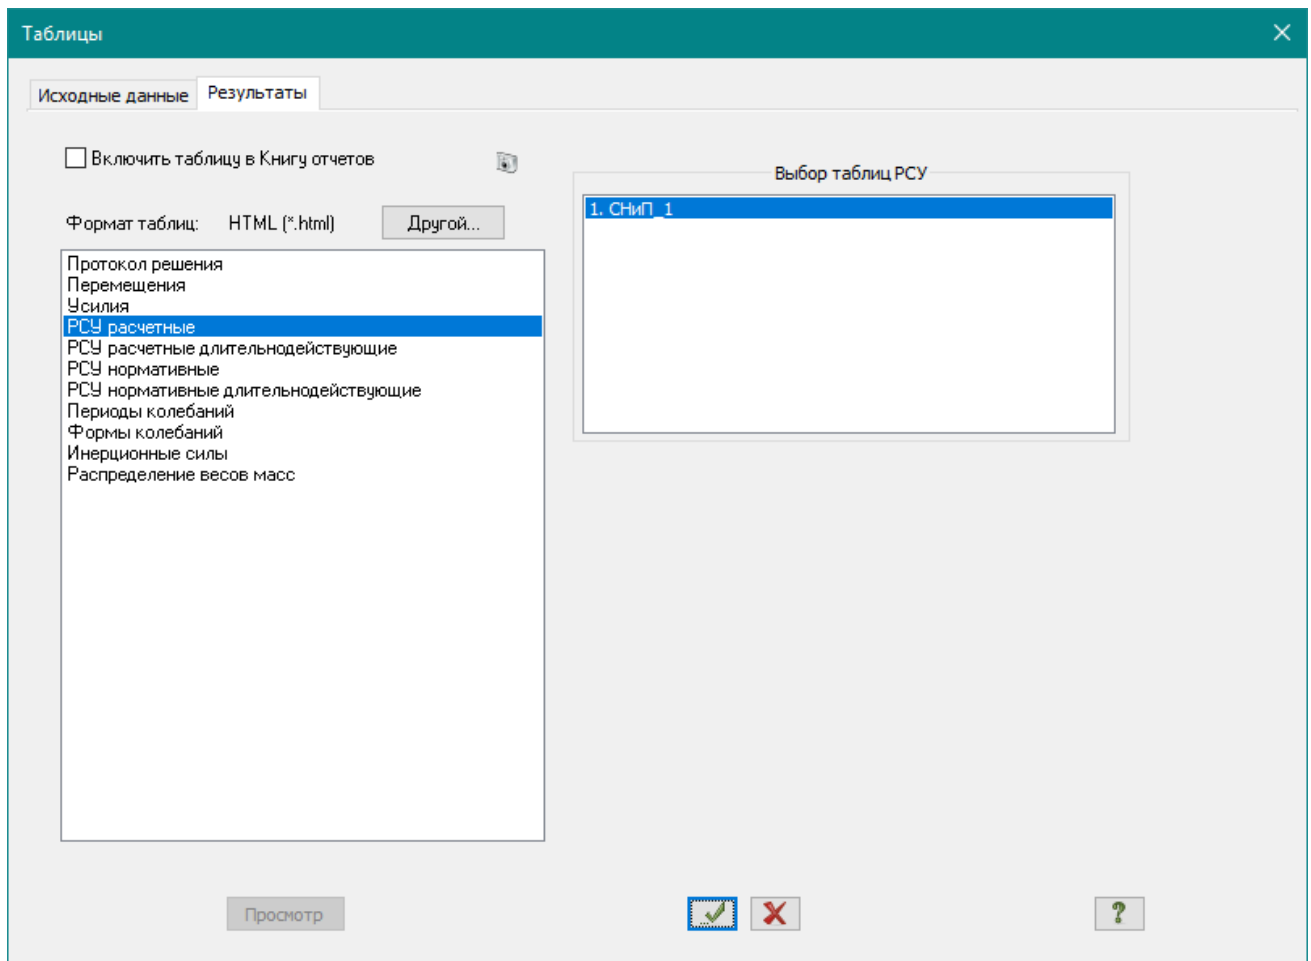 Таблицы
Исходные данные
Результаты
Включить таблицу в Книгу отчетов
Выбор таблиц РСУ
Формат таблиц: HTML (*.html) Другой...
1. СНиП_1
Протокол решения
Перемещения
Усилия
РСУ расчетные
РСУ расчетные длительнодействующие
РСУ нормативные
РСУ нормативные длительнодействующие
Периоды колебаний
Формы колебаний
Инерционные силы
Распределение весов масс
Просмотр
?